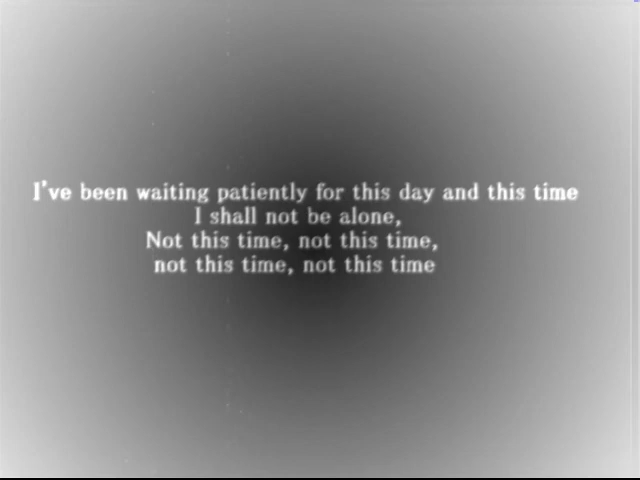 I've been waiting patiently for this day and this time
I shall not be alone,
Not this time, not this time,
not this time, not this time